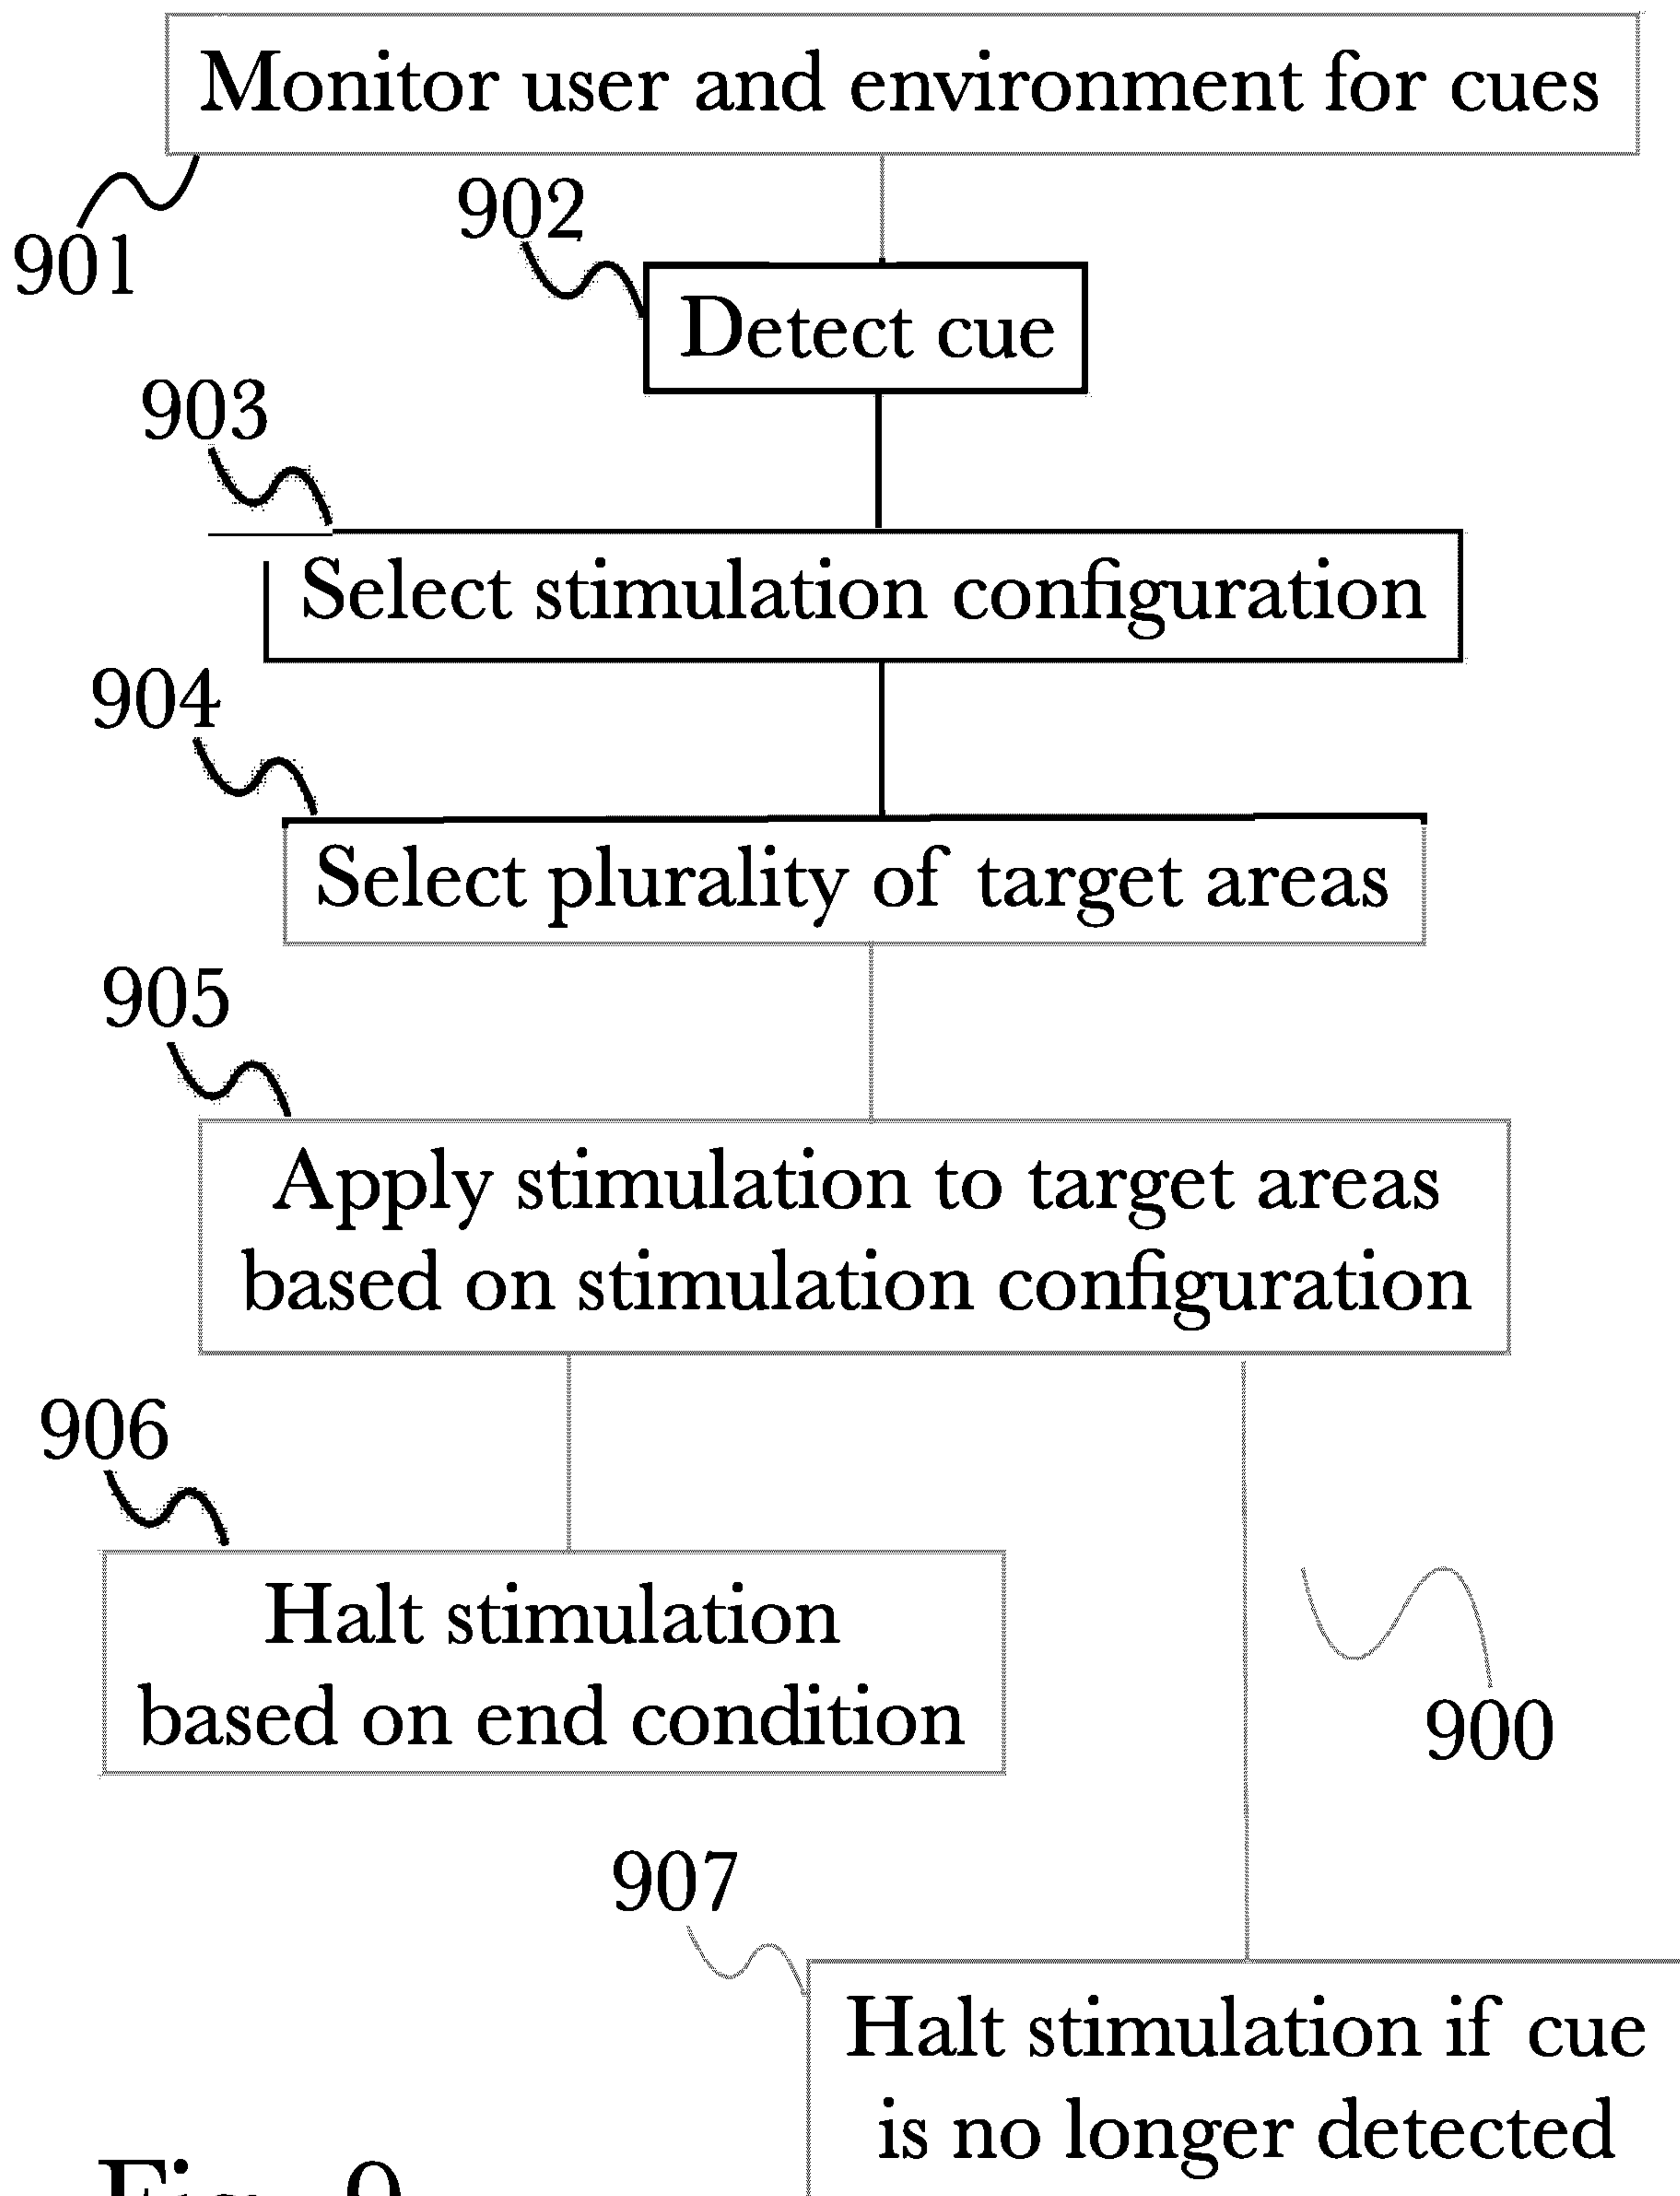 Monitor user and environment for cues
901
902
Detect cue
903
Select stimulation configuration
904
Select plurality of target areas
905
Apply stimulation to target areas
based on stimulation configuration
906
Halt stimulation
based on end condition
900
907
Halt stimulation if cue
is no longer detected
Fig. 9